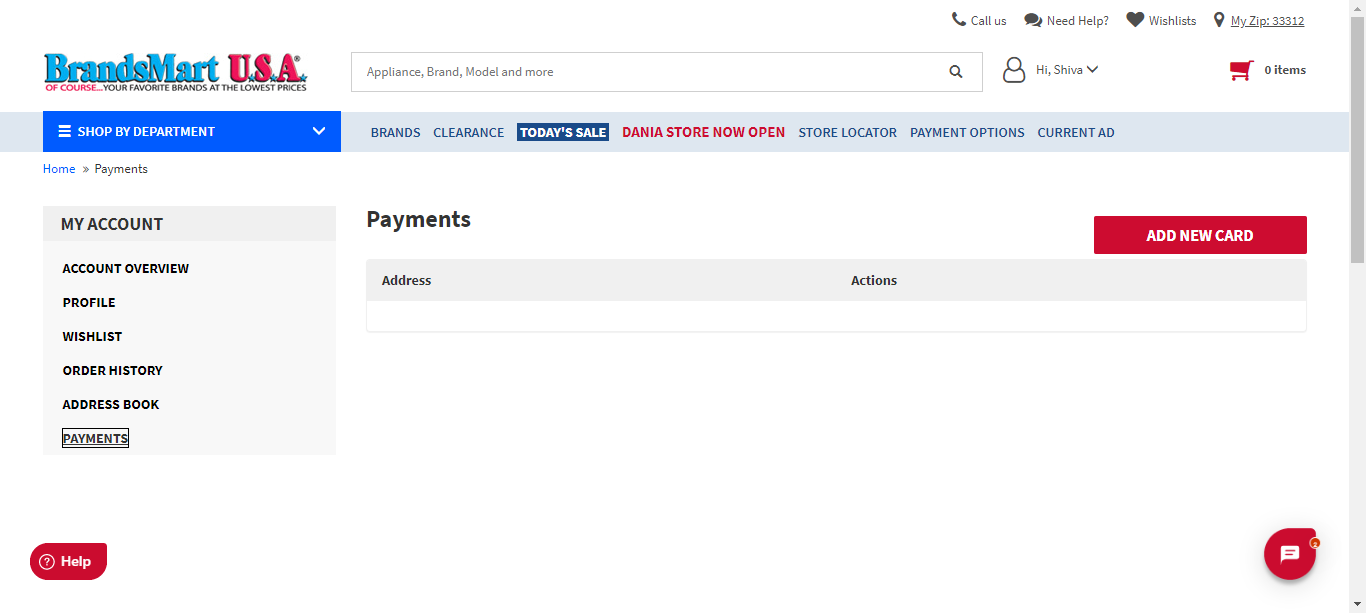 Call us Need Help? Wishlists My Zip: 33312
BrandsMart U.S.A.
OF COURSE...YOUR FAVORITE BRANDS AT THE LOWEST PRICES
Appliance, Brand, Model and more
Hi, Shiva
0 items
SHOP BY DEPARTMENT
BRANDS CLEARANCE TODAY'S SALE DANIA STORE NOW OPEN STORE LOCATOR PAYMENT OPTIONS CURRENT AD
Home » Payments
MY ACCOUNT
ACCOUNT OVERVIEW
PROFILE
WISHLIST
ORDER HISTORY
ADDRESS BOOK
PAYMENTS
Payments
ADD NEW CARD
Address Actions
? Help